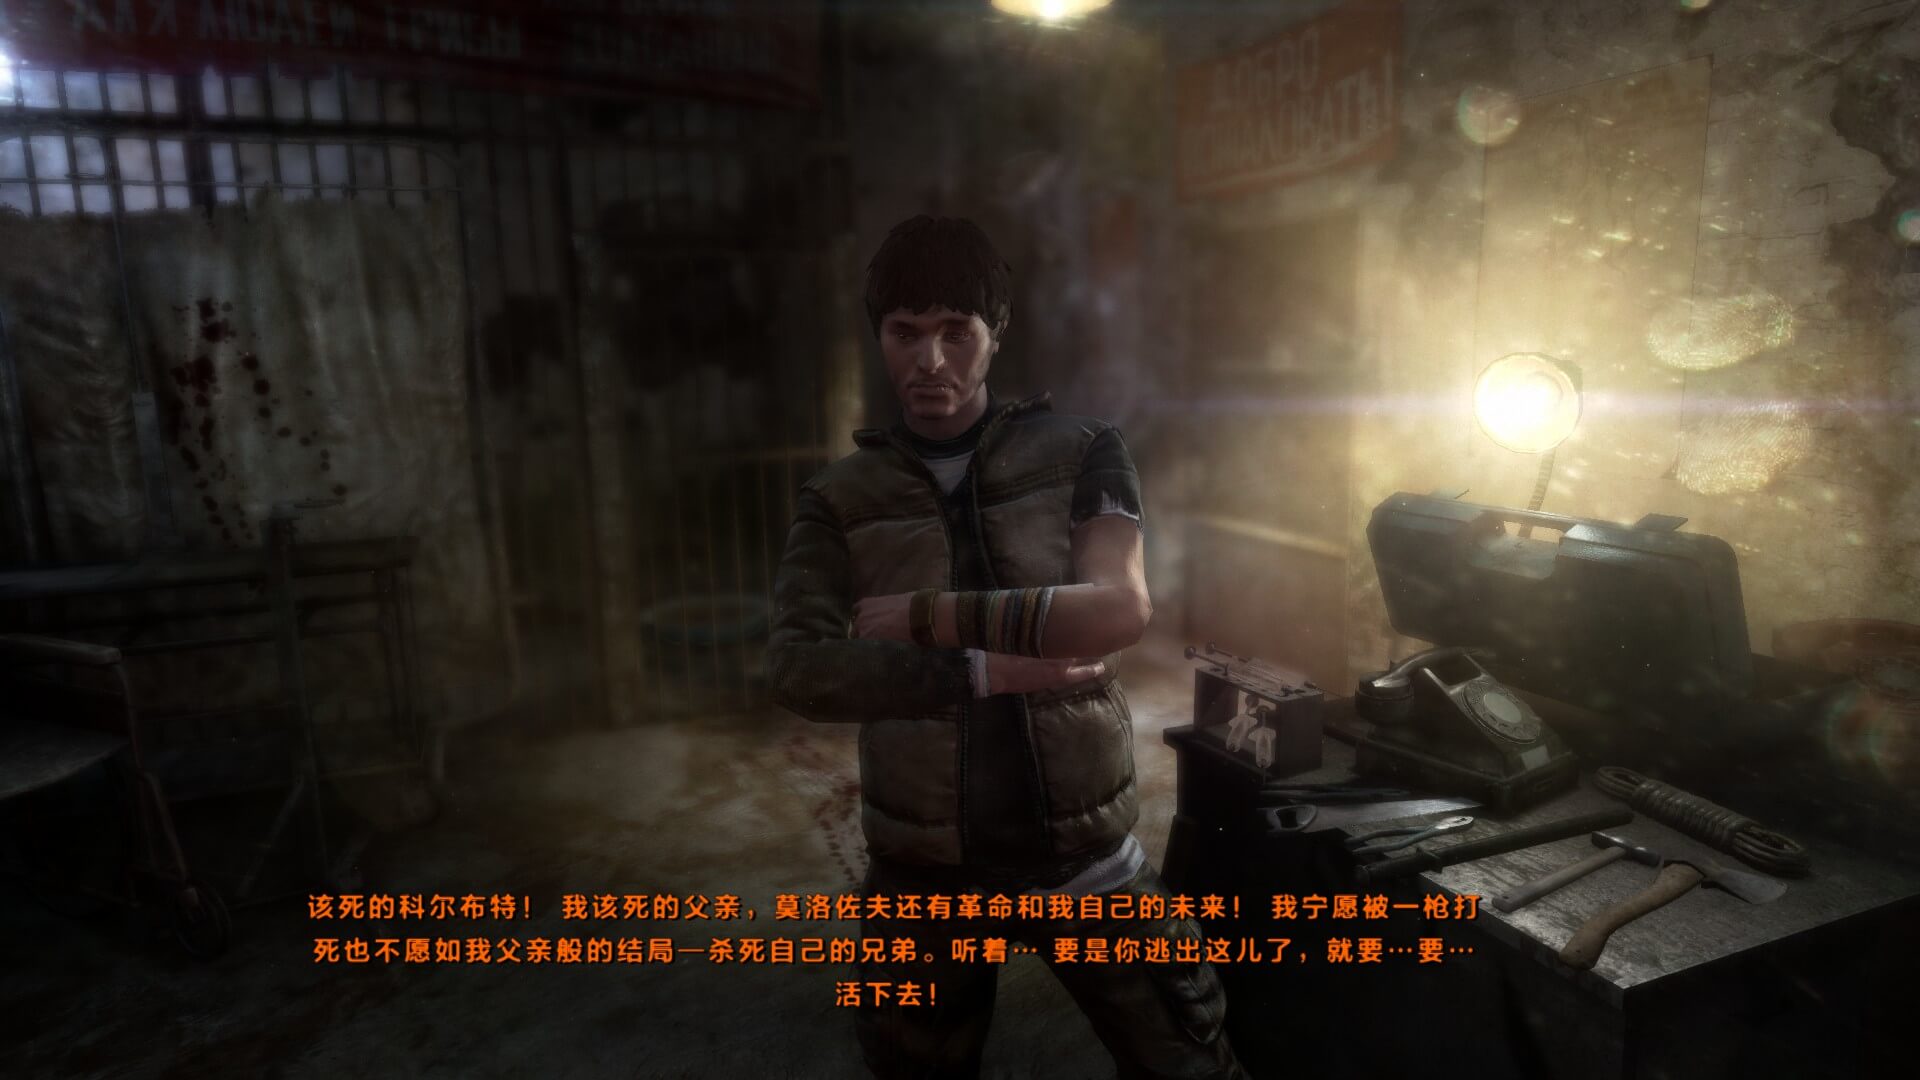 ДОБРО
ПОЖАЛОВАТЬ!
该死的科尔布特！ 我该死的父亲，莫洛佐夫还有革命和我自己的未来！ 我宁愿被一枪打
死也不愿如我父亲般的结局—杀死自己的兄弟。听着… 要是你逃出这儿了，就要…要…
活下去！